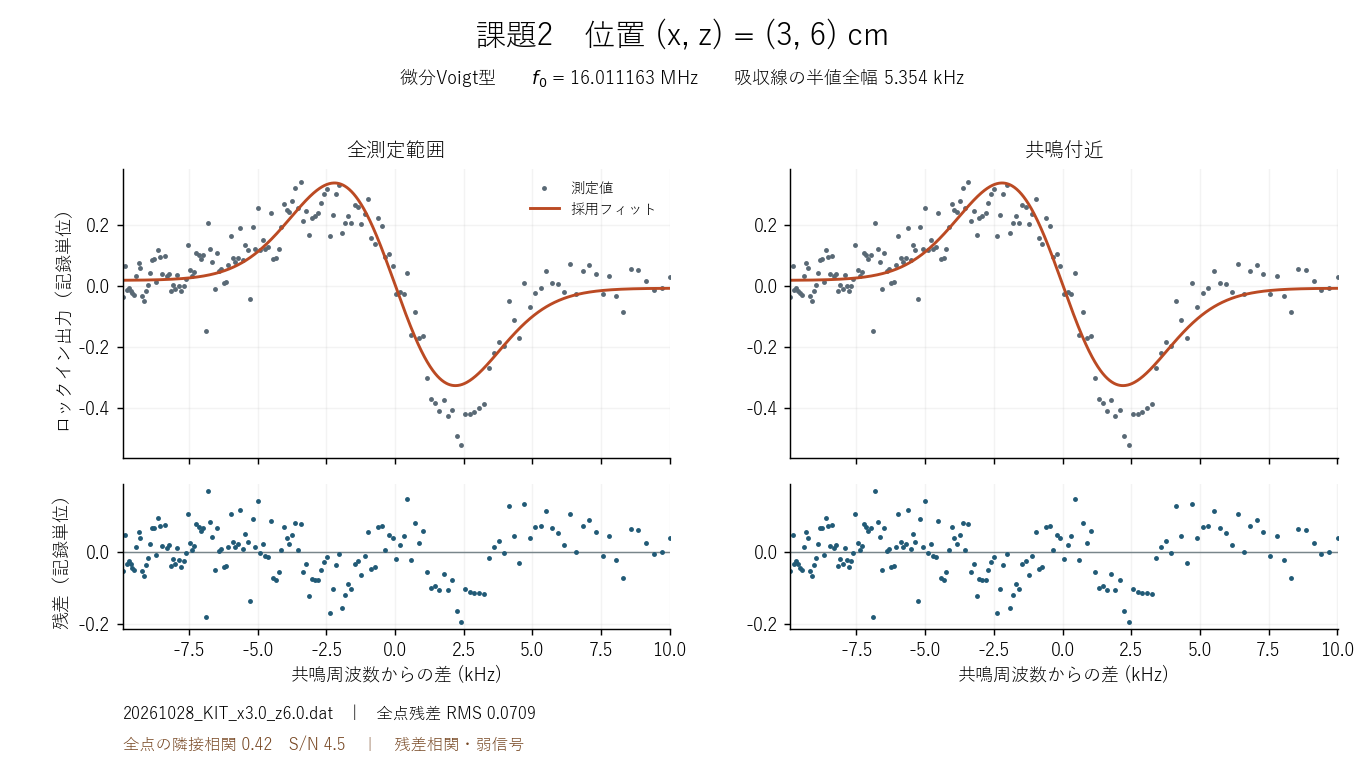 課題2　位置 (x, z) = (3, 6) cm
微分Voigt型　　f₀ = 16.011163 MHz　　吸収線の半値全幅 5.354 kHz
全測定範囲
測定値
採用フィット
ロックイン出力（記録単位）
0.2
0.0
-0.2
-0.4
残差（記録単位）
0.0
-0.2
-7.5 -5.0 -2.5 0.0 2.5 5.0 7.5 10.0
共鳴周波数からの差 (kHz)
共鳴付近
0.2
0.0
-0.2
-0.4
0.0
-0.2
-7.5 -5.0 -2.5 0.0 2.5 5.0 7.5 10.0
共鳴周波数からの差 (kHz)
20261028_KIT_x3.0_z6.0.dat　|　全点残差 RMS 0.0709
全点の隣接相関 0.42　S/N 4.5　|　残差相関・弱信号